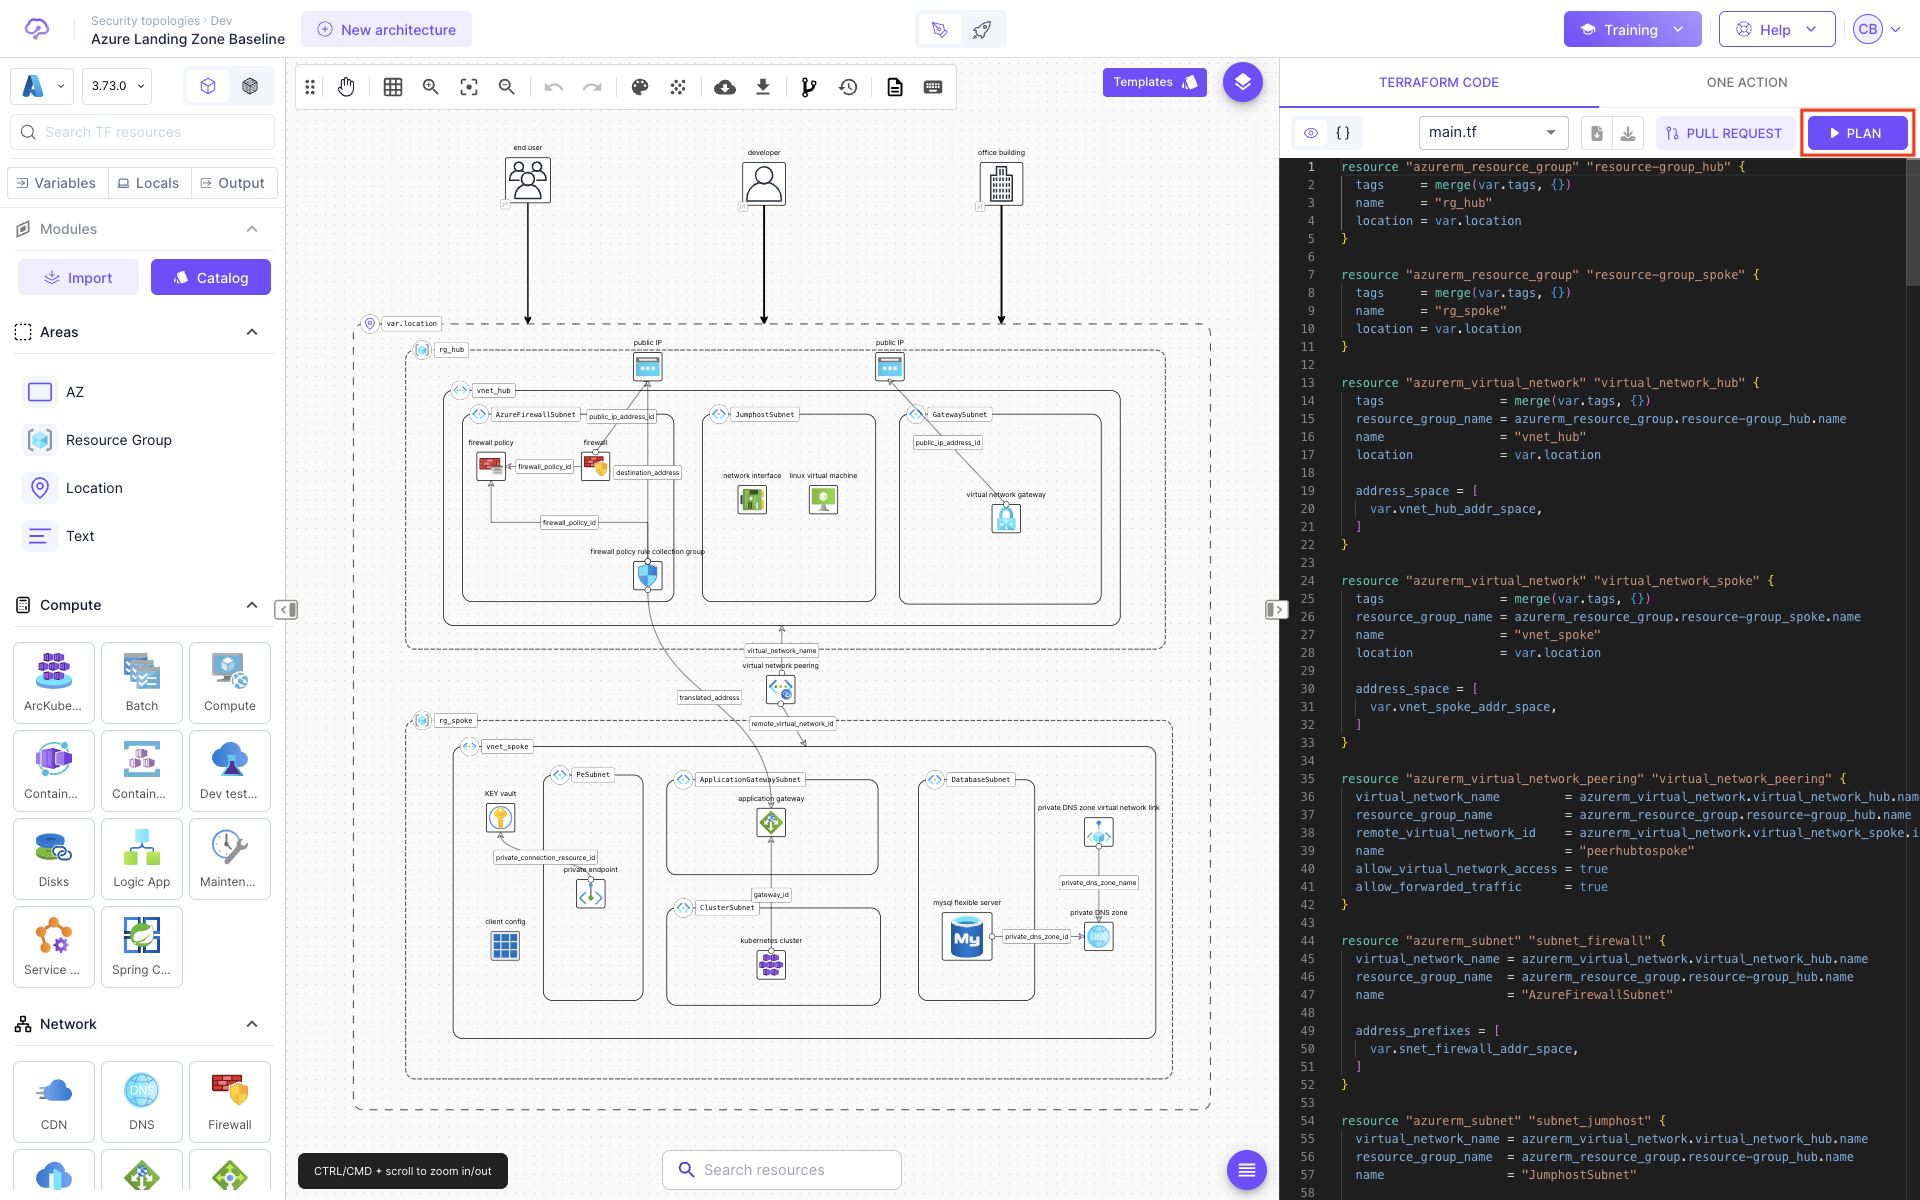 Security topologies › Dev
Azure Landing Zone Baseline
New architecture
Training
Help
CB
3.73.0
Search TF resources
Variables
Locals
Output
Modules
Import
Catalog
Areas
AZ
Resource Group
Location
Text
Compute
ArcKube...
Batch
Compute
Contain...
Contain...
Dev test...
Disks
Logic App
Mainten...
Service ...
Spring C...
Network
CDN
DNS
DNS
Firewall
Templates
end user
developer
office building
var.location
rg_hub
public IP
public IP
vnet_hub
AzureFirewallSubnet
public_ip_address_id
JumphostSubnet
GatewaySubnet
firewall policy
firewall
public_ip_address_id
firewall_policy_id
destination_address
network interface
linux virtual machine
virtual network gateway
firewall_policy_id
firewall policy rule collection group
virtual_network_name
virtual network peering
translated_address
rg_spoke
remote_virtual_network_id
vnet_spoke
PeSubnet
ApplicationGatewaySubnet
DatabaseSubnet
KEY vault
application gateway
private DNS zone virtual network link
private_connection_resource_id
private endpoint
private_dns_zone_name
gateway_id
ClusterSubnet
mysql flexible server
private DNS zone
client config
My
private_dns_zone_id
DNS
kubernetes cluster
CTRL/CMD + scroll to zoom in/out
Search resources
TERRAFORM CODE
ONE ACTION
{ }
main.tf
PULL REQUEST
PLAN
1 resource "azurerm_resource_group" "resource-group_hub" {
2 tags     = merge(var.tags, {})
3 name     = "rg_hub"
4 location = var.location
5 }
6
7 resource "azurerm_resource_group" "resource-group_spoke" {
8 tags     = merge(var.tags, {})
9 name     = "rg_spoke"
10 location = var.location
11 }
12
13 resource "azurerm_virtual_network" "virtual_network_hub" {
14 tags                = merge(var.tags, {})
15 resource_group_name = azurerm_resource_group.resource-group_hub.name
16 name                = "vnet_hub"
17 location            = var.location
18
19 address_space = [
20 var.vnet_hub_addr_space,
21 ]
22 }
23
24 resource "azurerm_virtual_network" "virtual_network_spoke" {
25 tags                = merge(var.tags, {})
26 resource_group_name = azurerm_resource_group.resource-group_spoke.name
27 name                = "vnet_spoke"
28 location            = var.location
29
30 address_space = [
31 var.vnet_spoke_addr_space,
32 ]
33 }
34
35 resource "azurerm_virtual_network_peering" "virtual_network_peering" {
36 virtual_network_name         = azurerm_virtual_network.virtual_network_hub.nam
37 resource_group_name          = azurerm_resource_group.resource-group_hub.name
38 remote_virtual_network_id    = azurerm_virtual_network.virtual_network_spoke.i
39 name                         = "peerhubtospoke"
40 allow_virtual_network_access = true
41 allow_forwarded_traffic      = true
42 }
43
44 resource "azurerm_subnet" "subnet_firewall" {
45 virtual_network_name = azurerm_virtual_network.virtual_network_hub.name
46 resource_group_name  = azurerm_resource_group.resource-group_hub.name
47 name                 = "AzureFirewallSubnet"
48
49 address_prefixes = [
50 var.snet_firewall_addr_space,
51 ]
52 }
53
54 resource "azurerm_subnet" "subnet_jumphost" {
55 virtual_network_name = azurerm_virtual_network.virtual_network_hub.name
56 resource_group_name  = azurerm_resource_group.resource-group_hub.name
57 name                 = "JumphostSubnet"
58